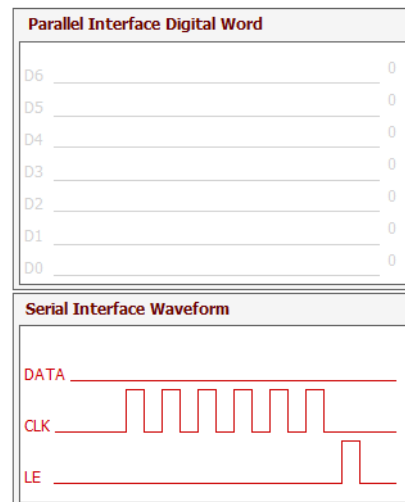 Parallel Interface Digital Word
D6 0
D5 0
D4 0
D3 0
D2 0
D1 0
D0 0
Serial Interface Waveform
DATA
CLK
LE